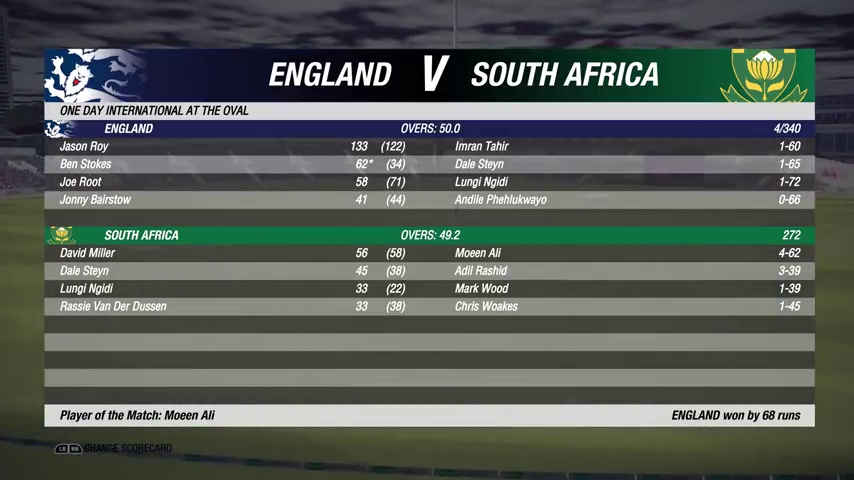 ENGLAND V SOUTH AFRICA
ONE DAY INTERNATIONAL AT THE OVAL
ENGLAND OVERS: 50.0 4/340
Jason Roy 133 (122) Imran Tahir 1-60
Ben Stokes 62* (34) Dale Steyn 1-65
Joe Root 58 (71) Lungi Ngidi 1-72
Jonny Bairstow 41 (44) Andile Phehlukwayo 0-66
SOUTH AFRICA OVERS: 49.2 272
David Miller 56 (58) Moeen Ali 4-62
Dale Steyn 45 (38) Adil Rashid 3-39
Lungi Ngidi 33 (22) Mark Wood 1-39
Rassie Van Der Dussen 33 (38) Chris Woakes 1-45
Player of the Match: Moeen Ali ENGLAND won by 68 runs
LB RB CHANGE SCORECARD